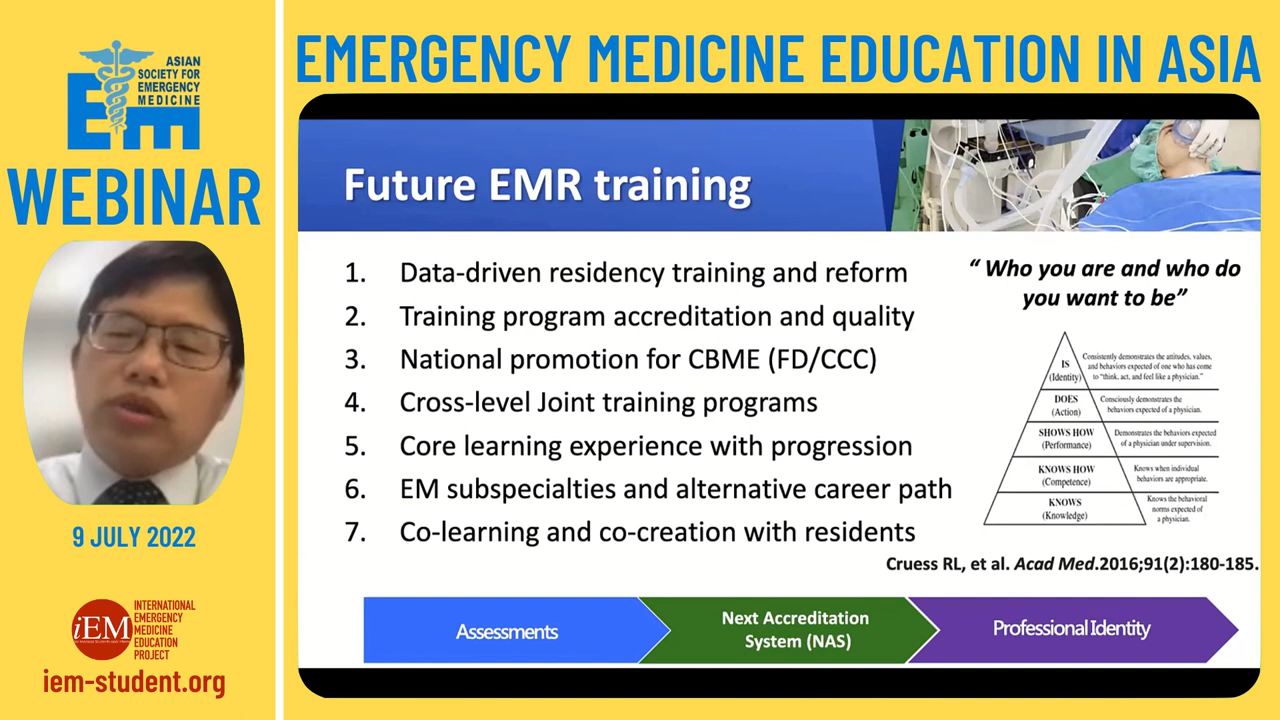 ASIAN
SOCIETY FOR
EMERGENCY
MEDICINE
EM
WEBINAR
9 JULY 2022
iEM
INTERNATIONAL
EMERGENCY
MEDICINE
EDUCATION
PROJECT
iem-student.org
EMERGENCY MEDICINE EDUCATION IN ASIA
Future EMR training
1. Data-driven residency training and reform
2. Training program accreditation and quality
3. National promotion for CBME (FD/CCC)
4. Cross-level Joint training programs
5. Core learning experience with progression
6. EM subspecialties and alternative career path
7. Co-learning and co-creation with residents
“ Who you are and who do
you want to be”
IS
(Identity)
Consistently demonstrates the attitudes, values,
and behaviors expected of one who has come
to “think, act, and feel like a physician.”
DOES
(Action)
Consciously demonstrates the
behaviors expected of a physician.
SHOWS HOW
(Performance)
Demonstrates the behaviors expected
of a physician under supervision.
KNOWS HOW
(Competence)
Knows when individual
behaviors are appropriate.
KNOWS
(Knowledge)
Knows the behavioral
norms expected of
a physician.
Cruess RL, et al. Acad Med.2016;91(2):180-185.
Assessments
Next Accreditation
System (NAS)
Professional Identity